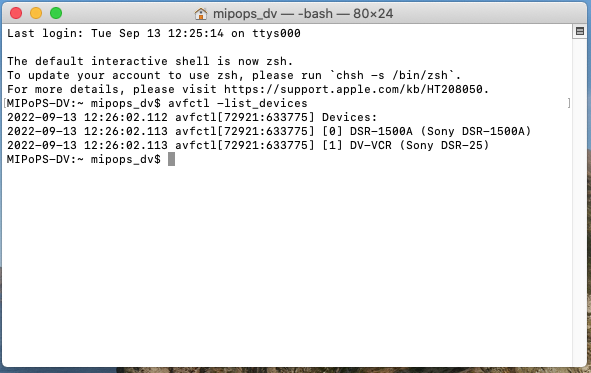 mipops_dv — -bash — 80×24
Last login: Tue Sep 13 12:25:14 on ttys000
The default interactive shell is now zsh.
To update your account to use zsh, please run `chsh -s /bin/zsh`.
For more details, please visit https://support.apple.com/kb/HT208050.
[MIPoPS-DV:~ mipops_dv$ avfctl -list_devices ]
2022-09-13 12:26:02.112 avfctl[72921:633775] Devices:
2022-09-13 12:26:02.113 avfctl[72921:633775] [0] DSR-1500A (Sony DSR-1500A)
2022-09-13 12:26:02.113 avfctl[72921:633775] [1] DV-VCR (Sony DSR-25)
MIPoPS-DV:~ mipops_dv$